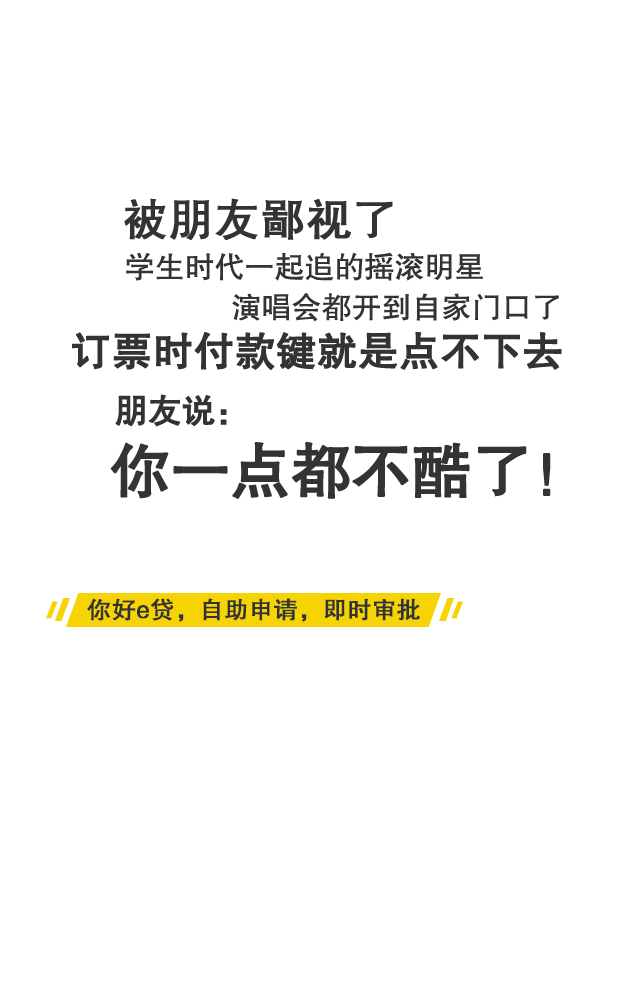 被朋友鄙视了
学生时代一起追的摇滚明星
演唱会都开到自家门口了
订票时付款键就是点不下去
朋友说：
你一点都不酷了！
你好e贷，自助申请，即时审批